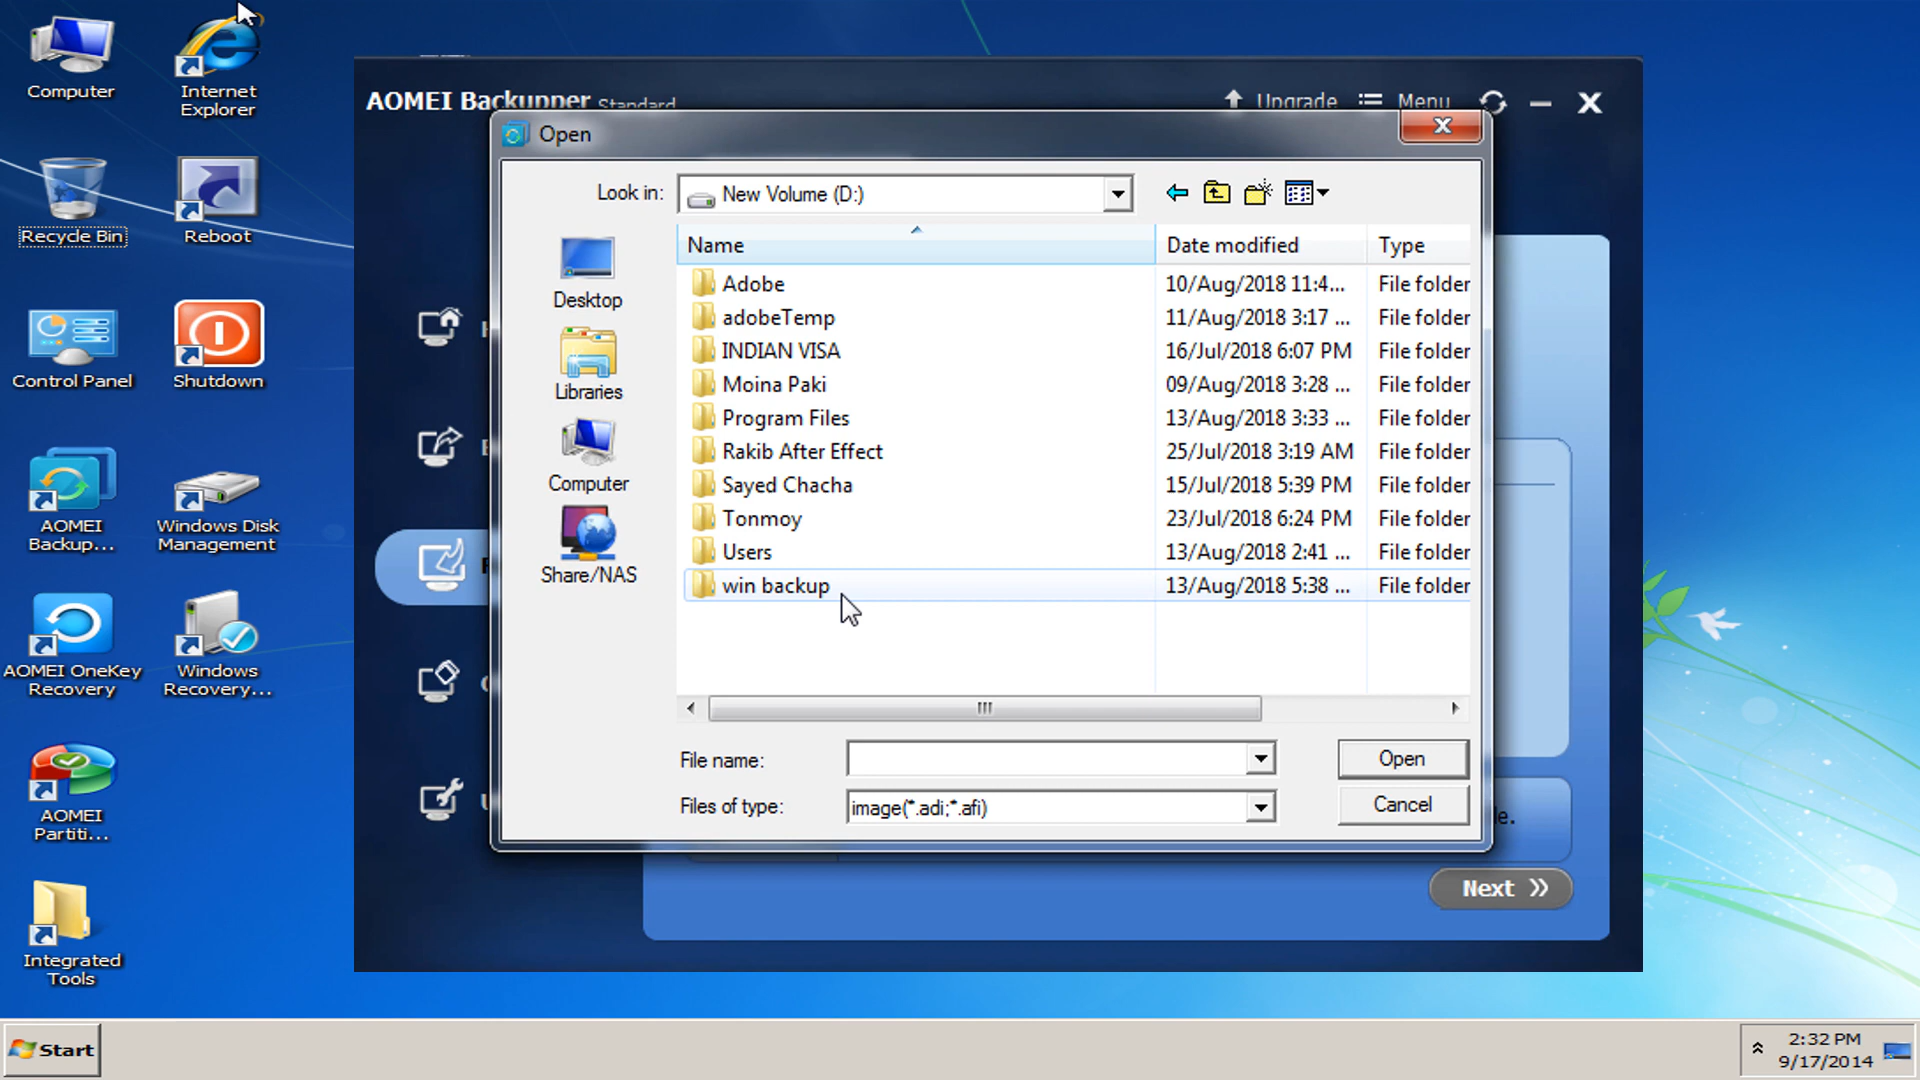 Computer
Internet
Explorer
Recycle Bin
Reboot
Control Panel
Shutdown
AOMEI
Backup...
Windows Disk
Management
AOMEI OneKey
Recovery
Windows
Recovery...
AOMEI
Partiti...
Integrated
Tools
AOMEI Backupper Standard
Upgrade
Menu
Open
Look in: New Volume (D:)
Desktop
Libraries
Computer
Share/NAS
Name Date modified Type
Adobe 10/Aug/2018 11:4... File folder
adobeTemp 11/Aug/2018 3:17 ... File folder
INDIAN VISA 16/Jul/2018 6:07 PM File folder
Moina Paki 09/Aug/2018 3:28 ... File folder
Program Files 13/Aug/2018 3:33 ... File folder
Rakib After Effect 25/Jul/2018 3:19 AM File folder
Sayed Chacha 15/Jul/2018 5:39 PM File folder
Tonmoy 23/Jul/2018 6:24 PM File folder
Users 13/Aug/2018 2:41 ... File folder
win backup 13/Aug/2018 5:38 ... File folder
File name:
Open
Files of type: image(*.adi;*.afi)
Cancel
Next
Start
2:32 PM
9/17/2014